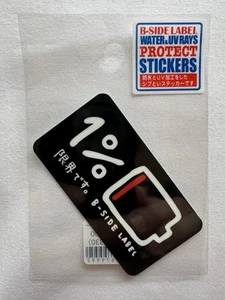 B-SIDE LABEL
WATER&UV RAYS
PROTECT
STICKERS
防水とUV加工をした
シブといステッカーです
1%
限界です。
B-SIDE LABEL